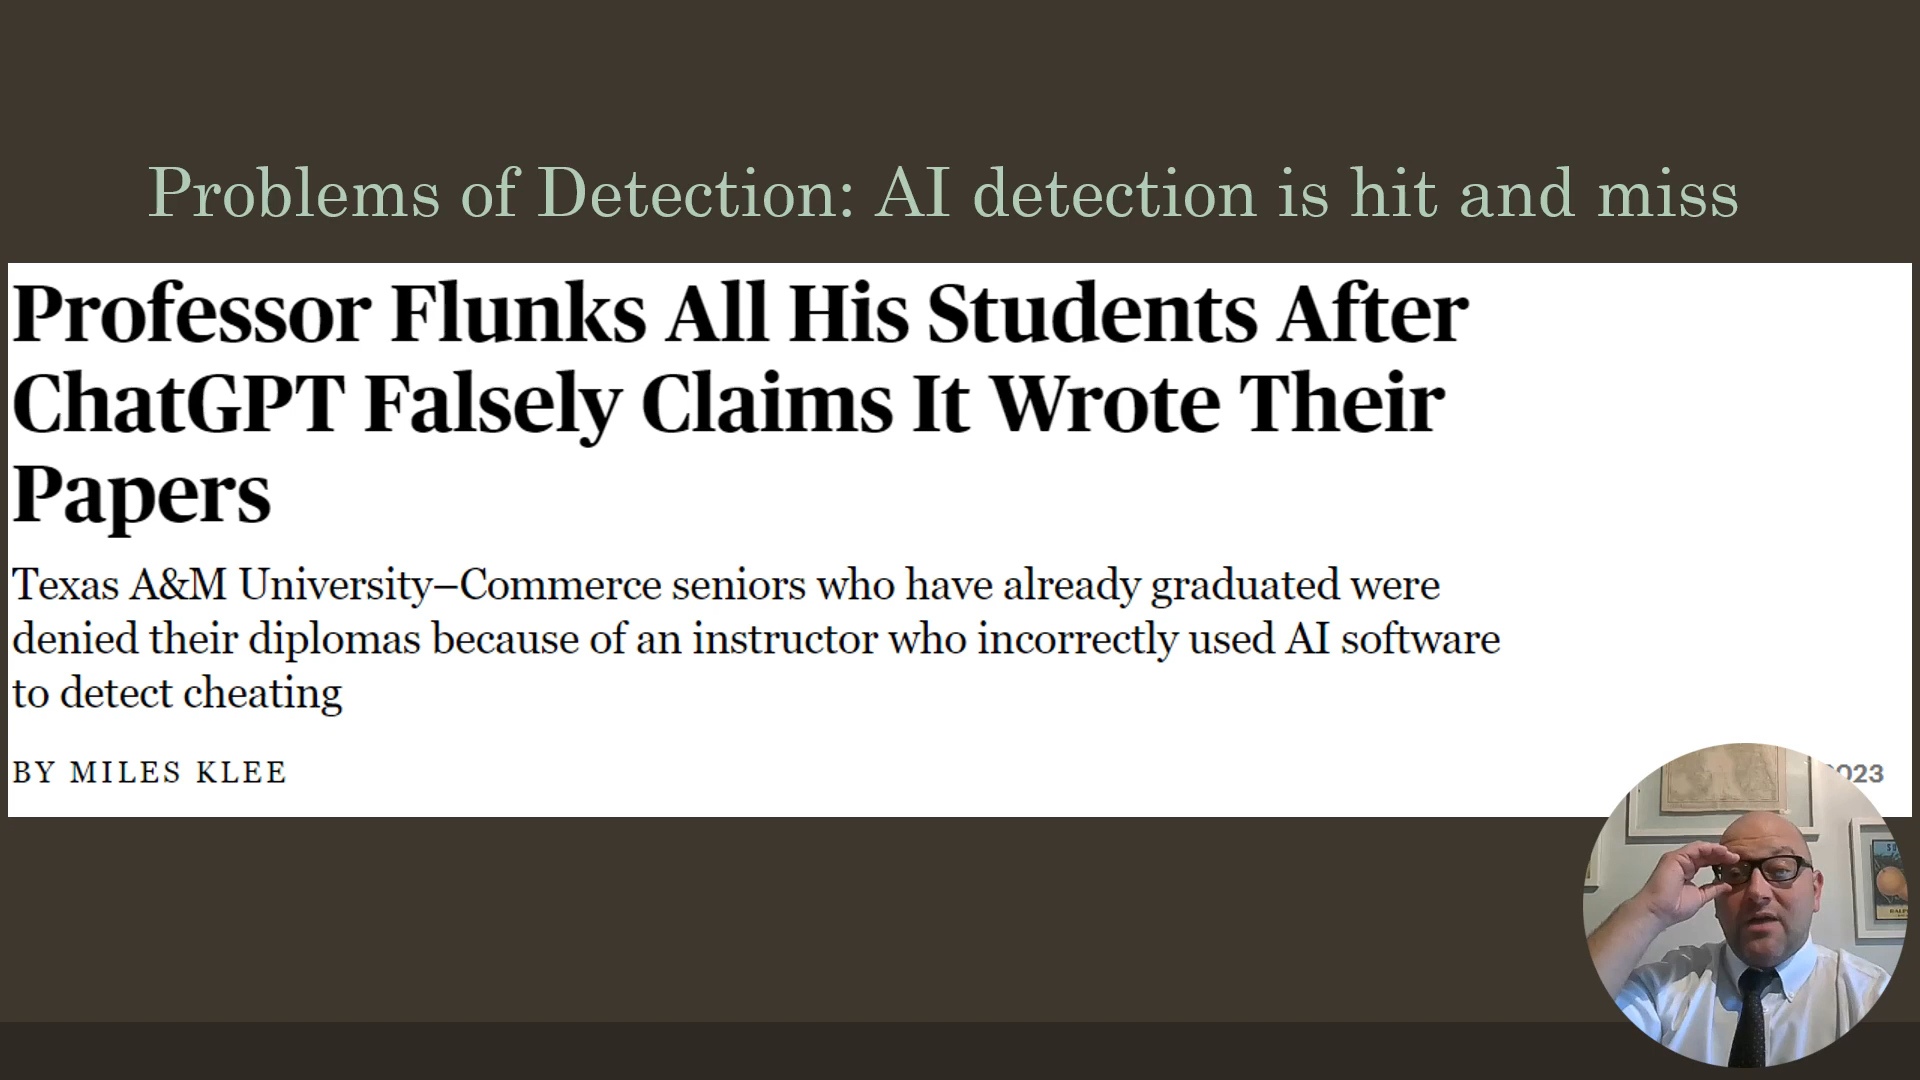 Problems of Detection: AI detection is hit and miss
Professor Flunks All His Students After
ChatGPT Falsely Claims It Wrote Their
Papers
Texas A&M University–Commerce seniors who have already graduated were
denied their diplomas because of an instructor who incorrectly used AI software
to detect cheating
BY MILES KLEE
2023